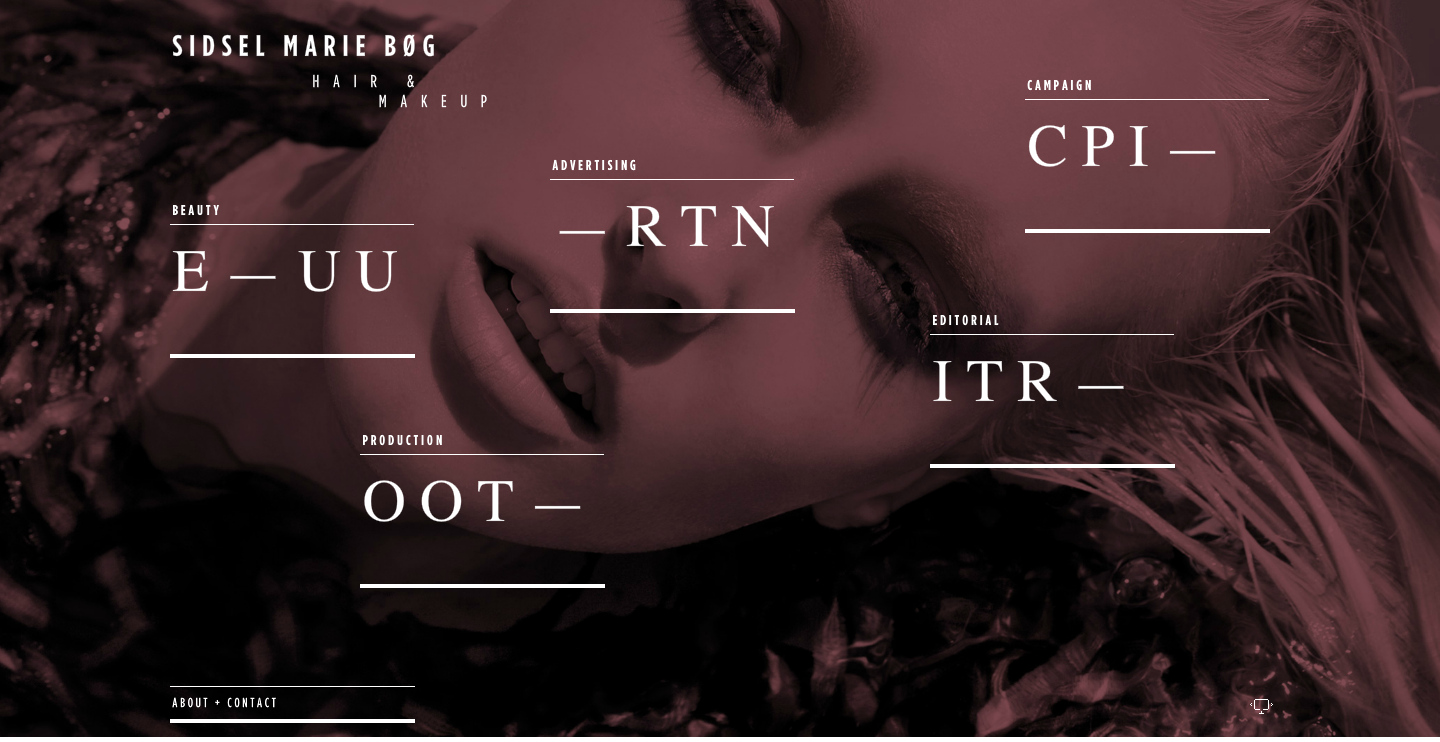 SIDSEL MARIE BØG
HAIR &
MAKEUP
CAMPAIGN
CPI —
ADVERTISING
— RTN
BEAUTY
E — UU
EDITORIAL
ITR —
PRODUCTION
OOT —
ABOUT + CONTACT